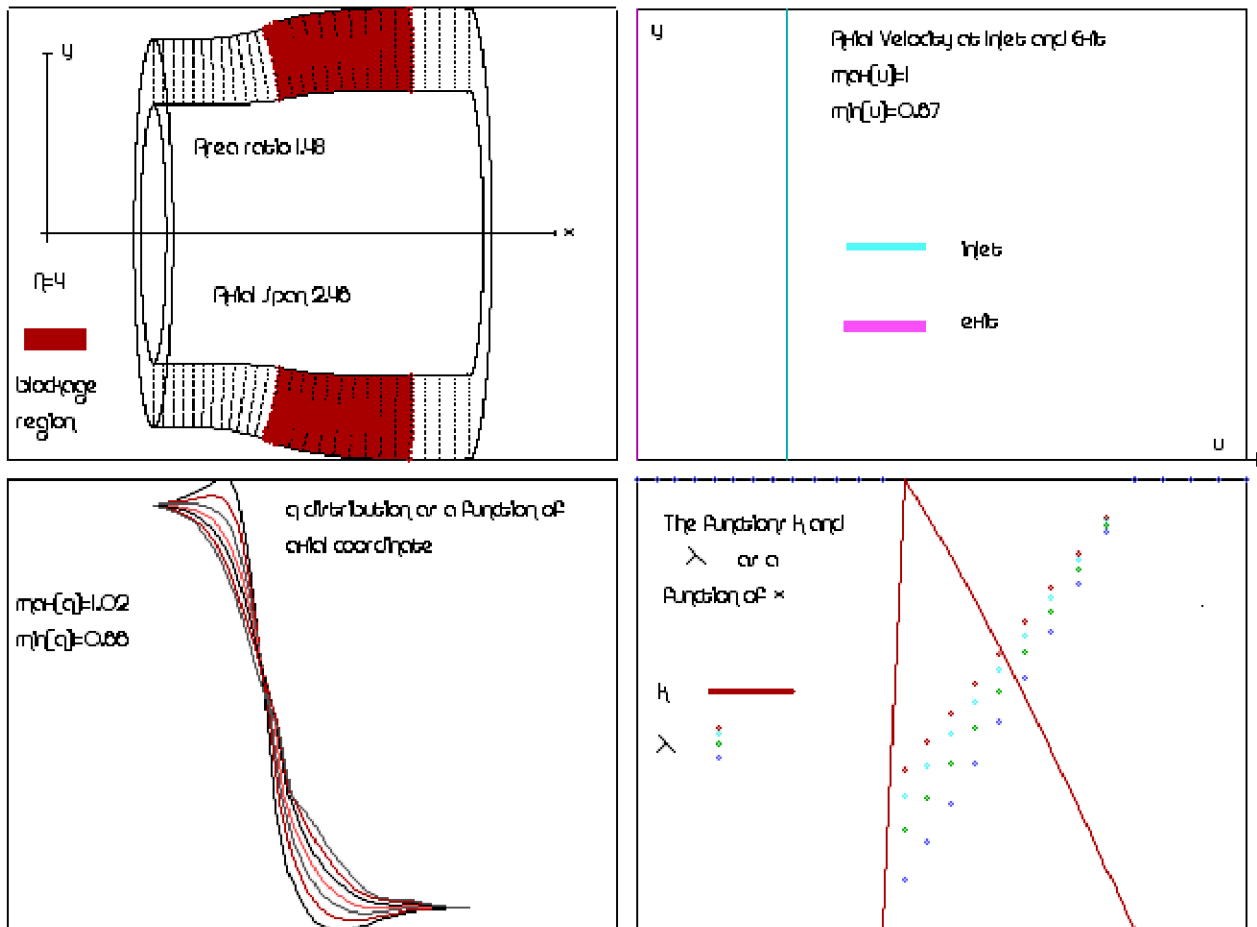 y
Area ratio 1.48
x
n=4
Axial span 2.48
blockage
region
y
Axial Velocity at Inlet and Exit
max(u)=1
min(u)=0.67
inlet
exit
u
q distribution as a function of
axial coordinate
max(q)=1.02
min(q)=0.66
The functions k and
λ as a
function of x
k
λ